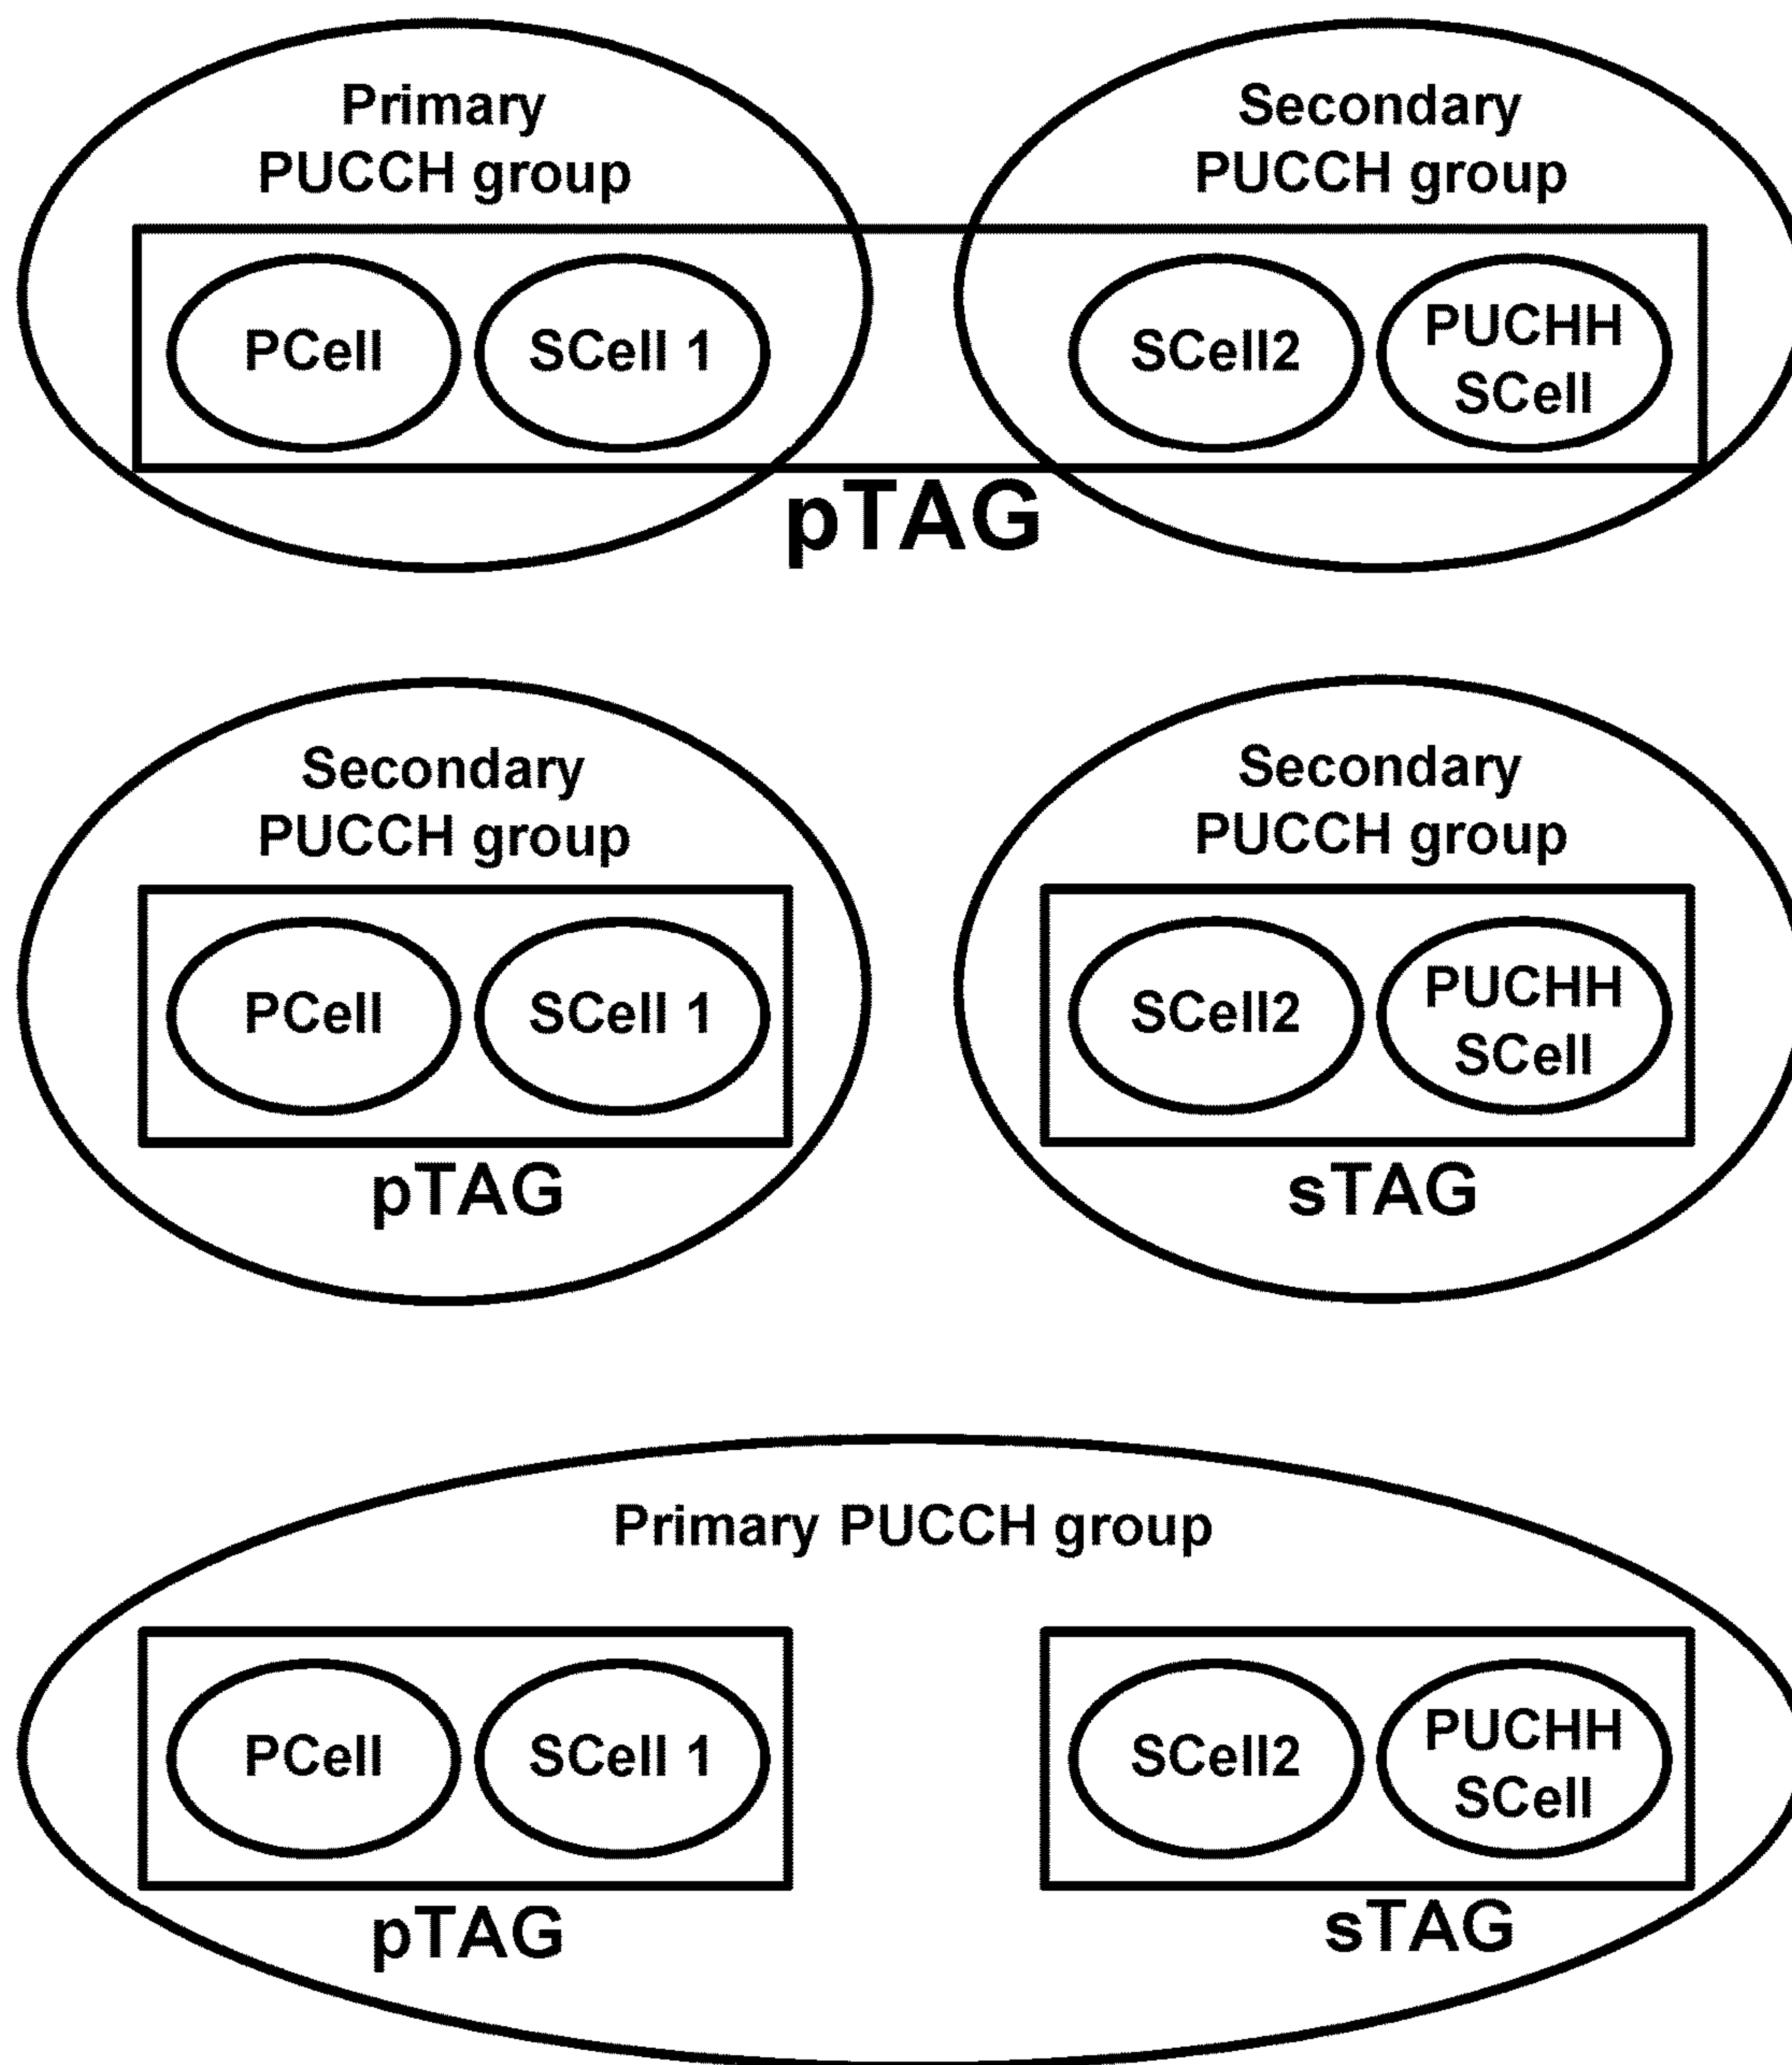 Primary
PUCCH group
Secondary
PUCCH group
PCell
SCell 1
SCell2
PUCHH
SCell
pTAG
Secondary
PUCCH group
Secondary
PUCCH group
PCell
SCell 1
SCell2
PUCHH
SCell
pTAG
sTAG
Primary PUCCH group
PCell
SCell 1
SCell2
PUCHH
SCell
pTAG
sTAG